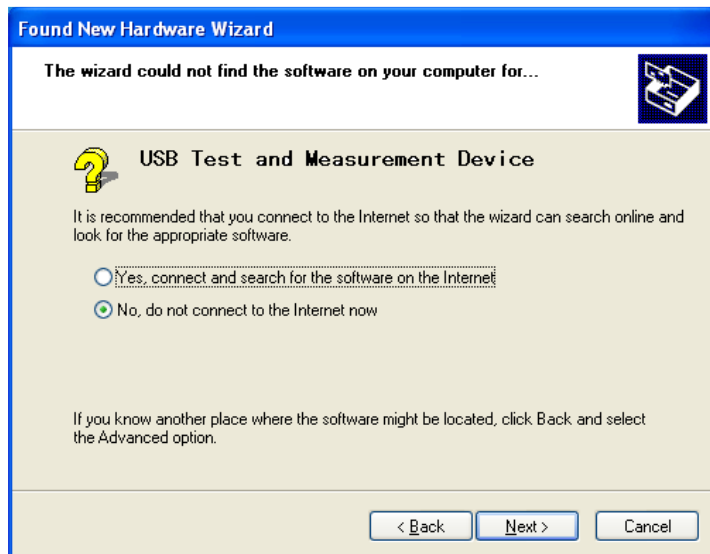 Found New Hardware Wizard
The wizard could not find the software on your computer for...
USB Test and Measurement Device
It is recommended that you connect to the Internet so that the wizard can search online and
look for the appropriate software.
Yes, connect and search for the software on the Internet
No, do not connect to the Internet now
If you know another place where the software might be located, click Back and select
the Advanced option.
< Back Next > Cancel